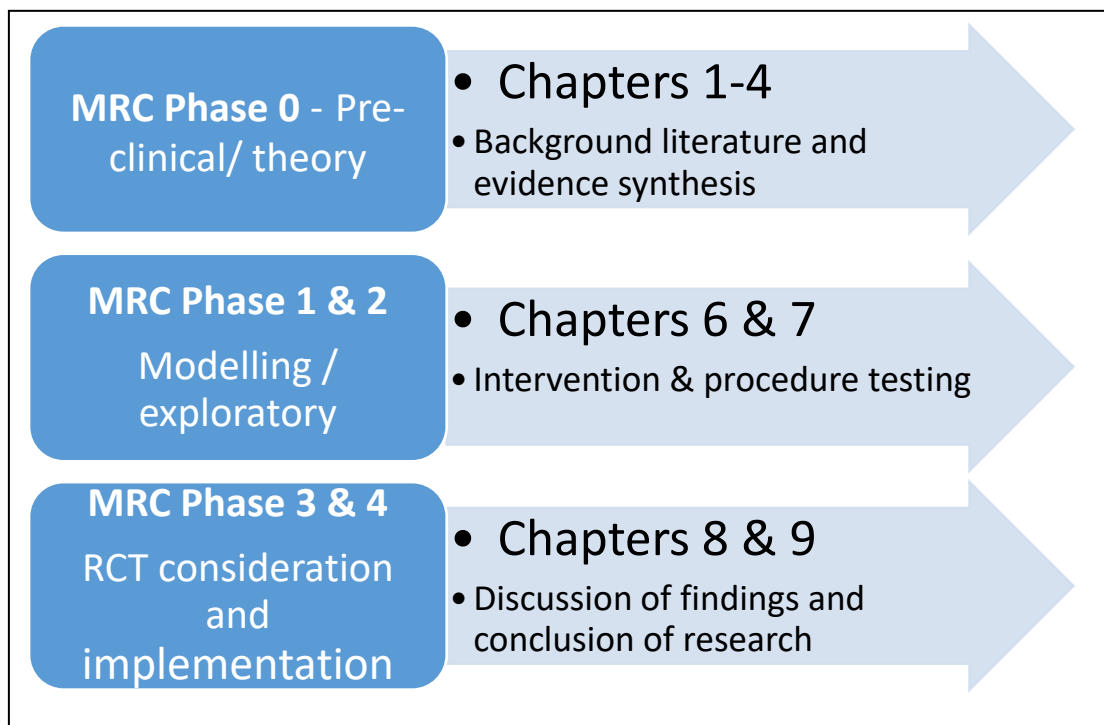 MRC Phase 0 - Pre-
clinical/ theory
• Chapters 1-4
• Background literature and
evidence synthesis
MRC Phase 1 & 2
Modelling /
exploratory
• Chapters 6 & 7
• Intervention & procedure testing
MRC Phase 3 & 4
RCT consideration
and
implementation
• Chapters 8 & 9
• Discussion of findings and
conclusion of research